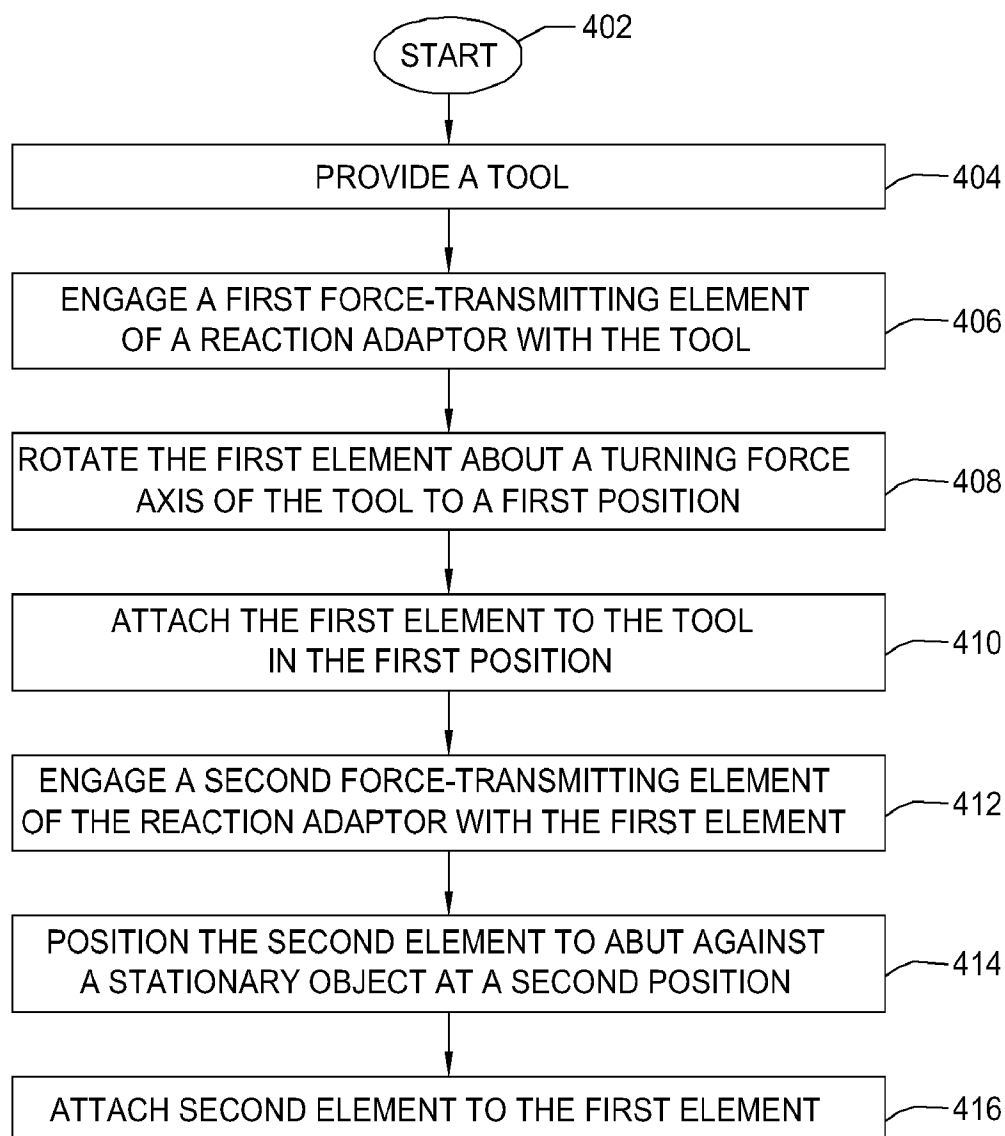 START
402
PROVIDE A TOOL
404
ENGAGE A FIRST FORCE-TRANSMITTING ELEMENT
OF A REACTION ADAPTOR WITH THE TOOL
406
ROTATE THE FIRST ELEMENT ABOUT A TURNING FORCE
AXIS OF THE TOOL TO A FIRST POSITION
408
ATTACH THE FIRST ELEMENT TO THE TOOL
IN THE FIRST POSITION
410
ENGAGE A SECOND FORCE-TRANSMITTING ELEMENT
OF THE REACTION ADAPTOR WITH THE FIRST ELEMENT
412
POSITION THE SECOND ELEMENT TO ABUT AGAINST
A STATIONARY OBJECT AT A SECOND POSITION
414
ATTACH SECOND ELEMENT TO THE FIRST ELEMENT
416